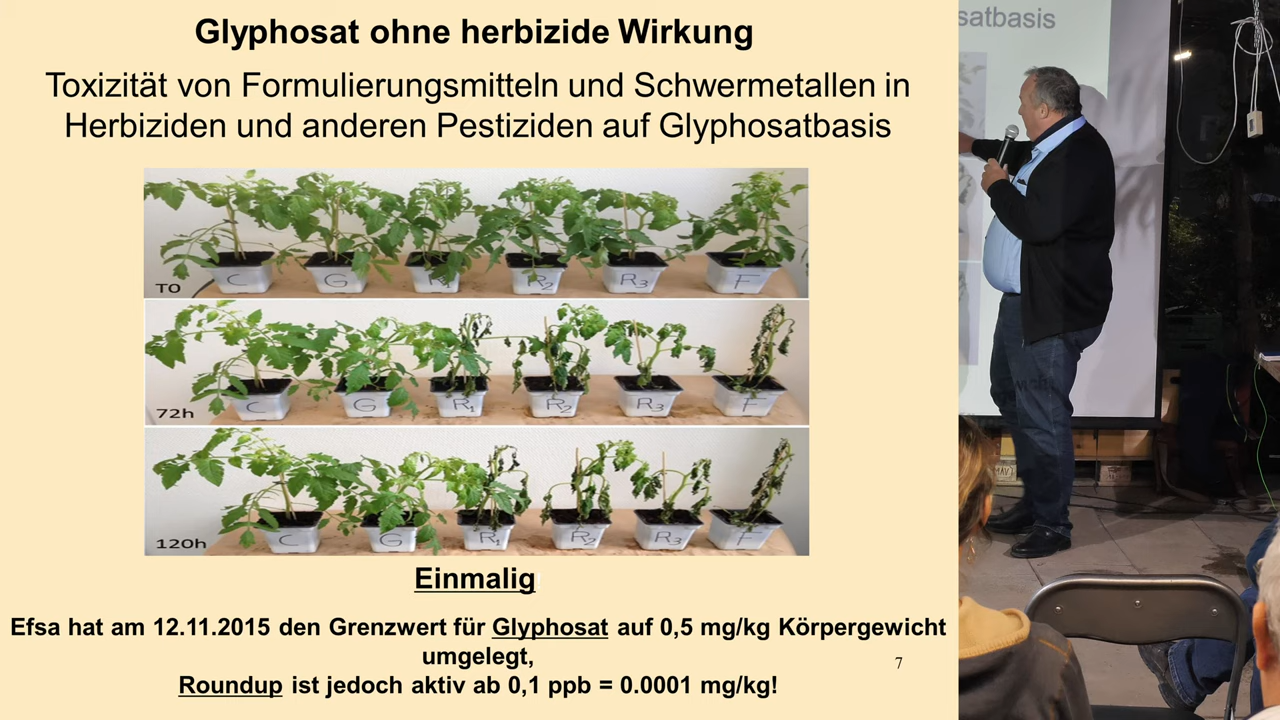 Glyphosat ohne herbizide Wirkung
Toxizität von Formulierungsmitteln und Schwermetallen in
Herbiziden und anderen Pestiziden auf Glyphosatbasis
satbasis
T0
C G R₂ R₃ F
72h
C G R₁ R₂ R₃ F
120h
C G R₁ R₂ R₃ F
Einmalig
Efsa hat am 12.11.2015 den Grenzwert für Glyphosat auf 0,5 mg/kg Körpergewicht
umgelegt,
7
Roundup ist jedoch aktiv ab 0,1 ppb = 0.0001 mg/kg!